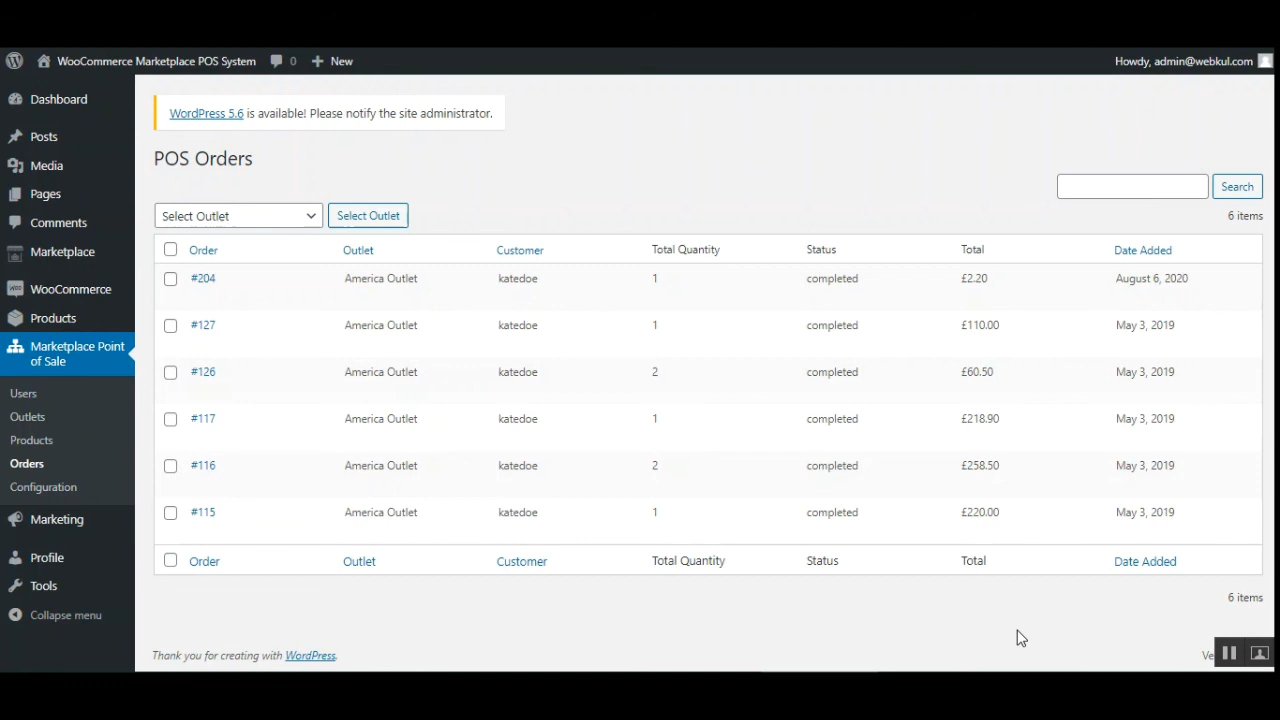 WooCommerce Marketplace POS System 0 + New Howdy, admin@webkul.com
Dashboard
Posts
Media
Pages
Comments
Marketplace
WooCommerce
Products
Marketplace Point
of Sale
Users
Outlets
Products
Orders
Configuration
Marketing
Profile
Tools
Collapse menu
WordPress 5.6 is available! Please notify the site administrator.
POS Orders
Search
Select Outlet Select Outlet 6 items
Order Outlet Customer Total Quantity Status Total Date Added
#204 America Outlet katedoe 1 completed £2.20 August 6, 2020
#127 America Outlet katedoe 1 completed £110.00 May 3, 2019
#126 America Outlet katedoe 2 completed £60.50 May 3, 2019
#117 America Outlet katedoe 1 completed £218.90 May 3, 2019
#116 America Outlet katedoe 2 completed £258.50 May 3, 2019
#115 America Outlet katedoe 1 completed £220.00 May 3, 2019
Order Outlet Customer Total Quantity Status Total Date Added
6 items
Thank you for creating with WordPress.